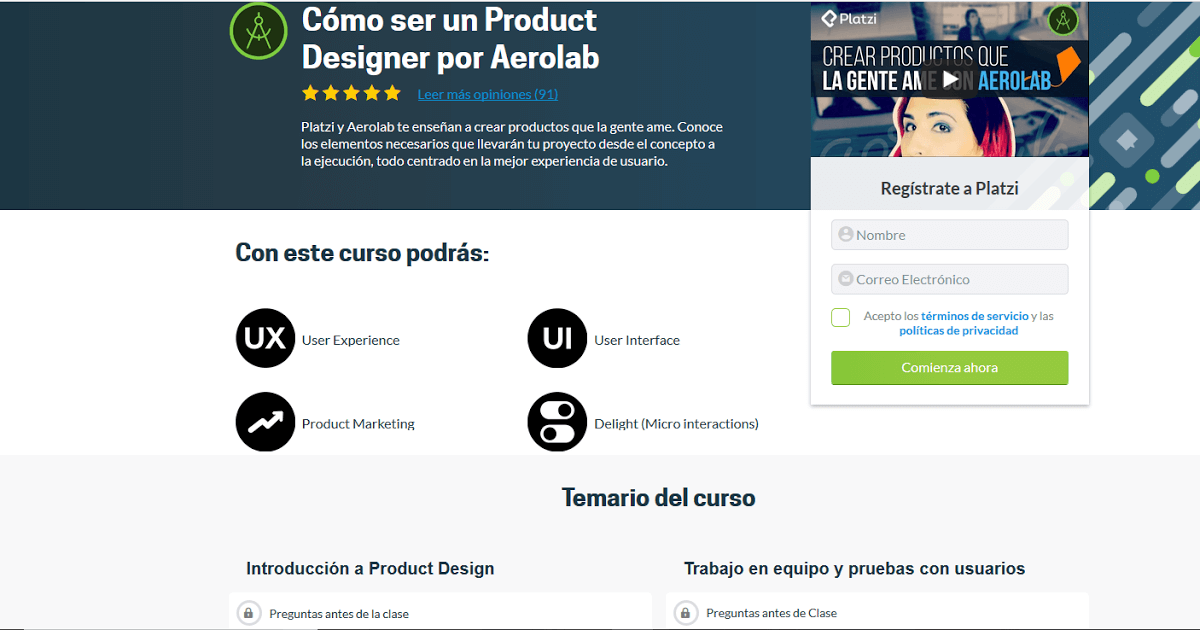 Cómo ser un Product
Designer por Aerolab
Leer más opiniones (91)
Platzi y Aerolab te enseñan a crear productos que la gente ame. Conoce
los elementos necesarios que llevarán tu proyecto desde el concepto a
la ejecución, todo centrado en la mejor experiencia de usuario.
Platzi
CREAR PRODUCTOS QUE
LA GENTE AME CON AEROLAB
Regístrate a Platzi
Nombre
Correo Electrónico
Acepto los términos de servicio y las
políticas de privacidad
Comienza ahora
Con este curso podrás:
UX User Experience
UI User Interface
Product Marketing
Delight (Micro interactions)
Temario del curso
Introducción a Product Design
Preguntas antes de la clase
Trabajo en equipo y pruebas con usuarios
Preguntas antes de Clase